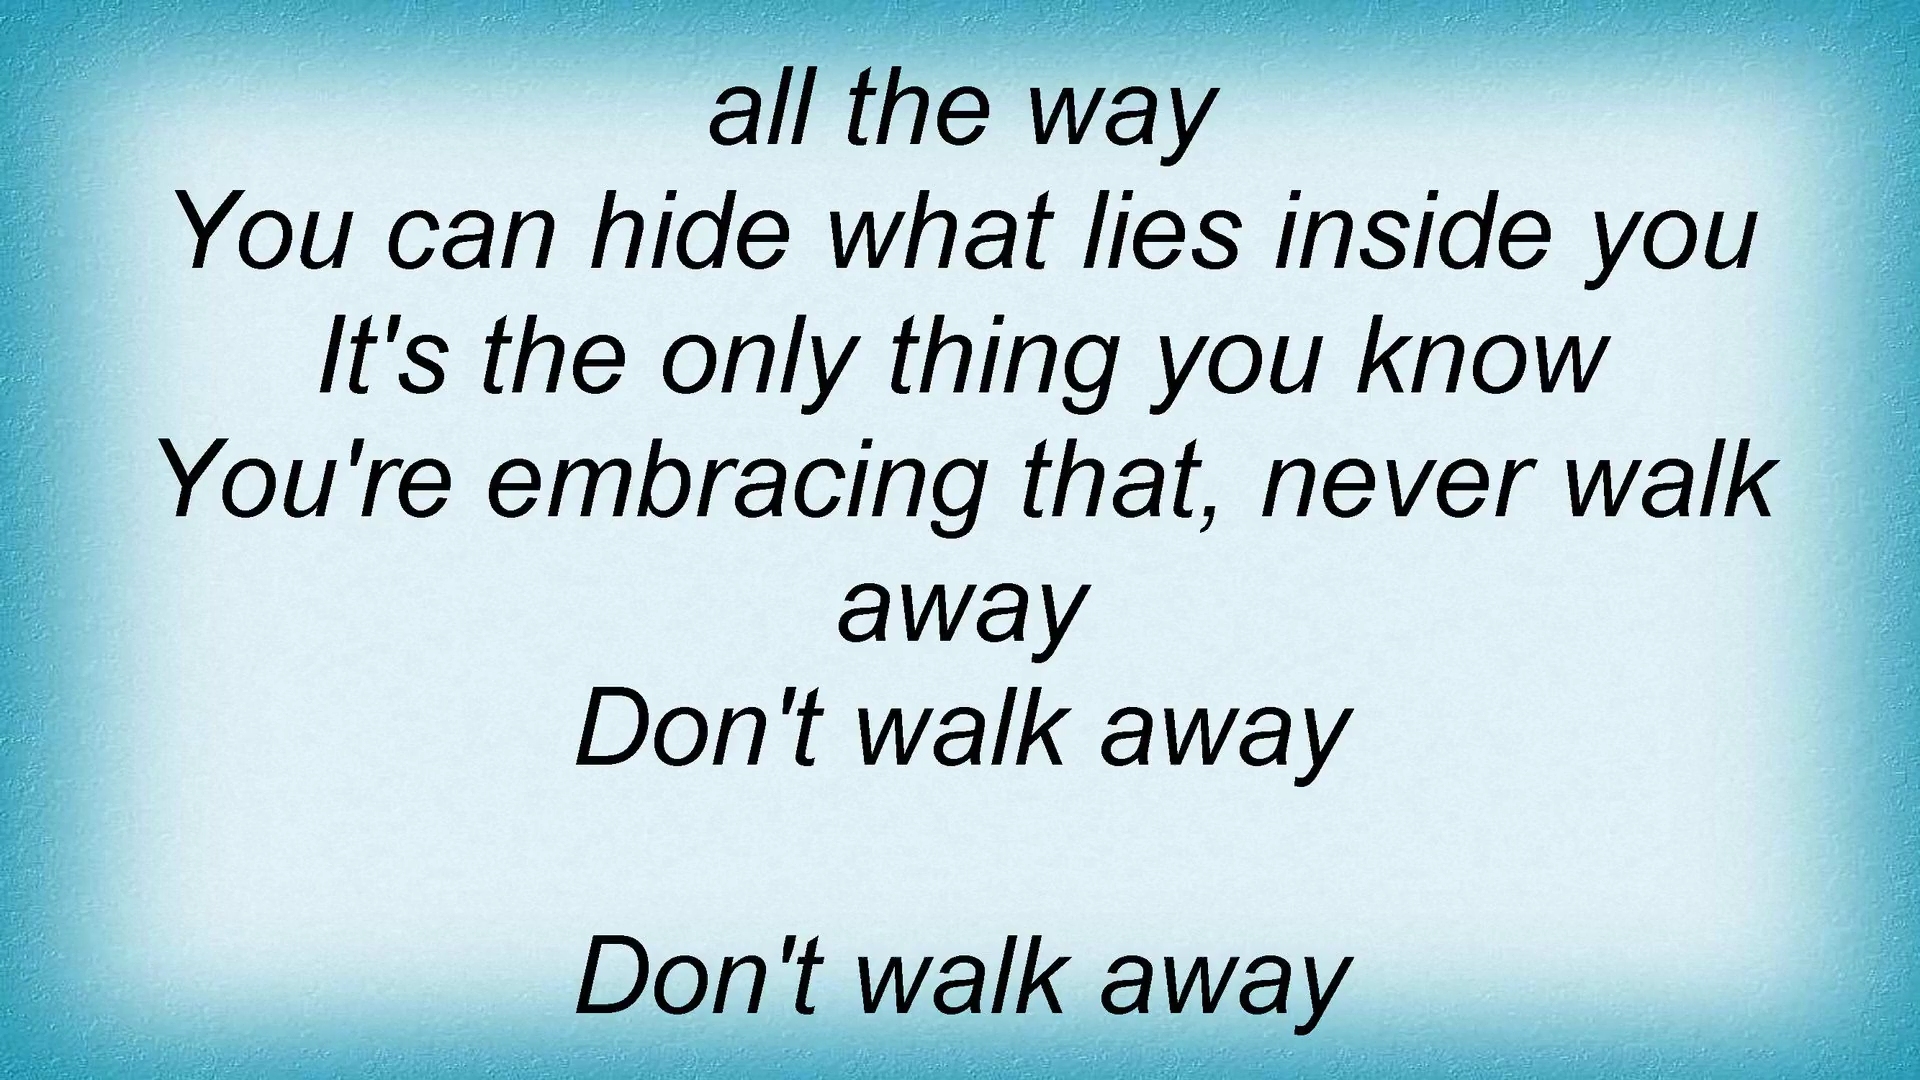 all the way
You can hide what lies inside you
It's the only thing you know
You're embracing that, never walk
away
Don't walk away
Don't walk away